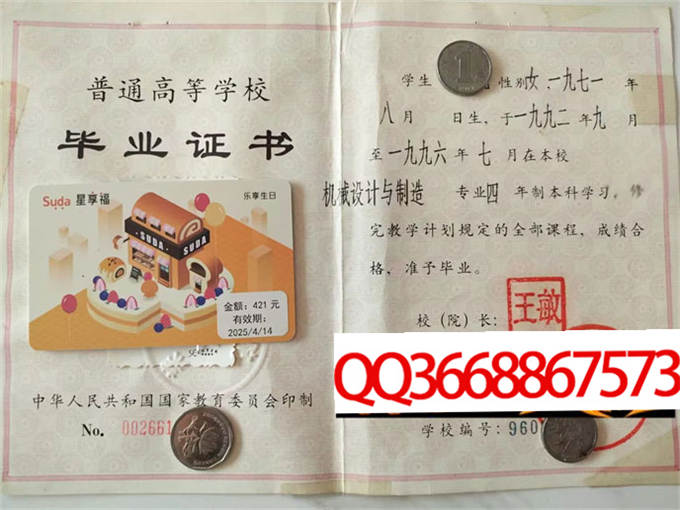 普通高等学校
毕业证书
Suda 星享福
乐享生日
SUDA
SUDA
金额：421 元
有效期：
2025/4/14
中华人民共和国国家教育委员会印制
No. 002661
学生
性别女，一九七一 年
八月 日生，于一九九二年九 月
至一九九六年 七 月在本校
机械设计与制造 专业四 年制本科学习，修
完教学计划规定的全部课程，成绩合
格，准予毕业。
校（院）长：
王敏
QQ3668867573
学校编号：960